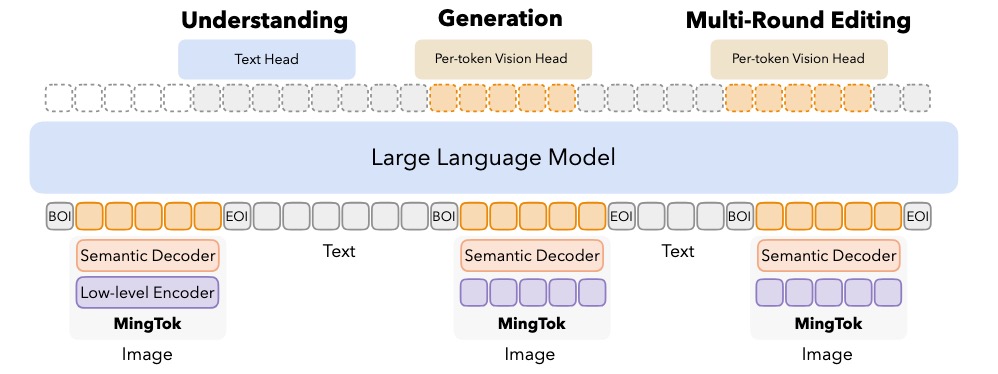 Understanding
Generation
Multi-Round Editing
Text Head
Per-token Vision Head
Per-token Vision Head
Large Language Model
BOI
EOI
BOI
EOI
BOI
EOI
Semantic Decoder
Text
Semantic Decoder
Text
Semantic Decoder
Low-level Encoder
MingTok
MingTok
MingTok
Image
Image
Image